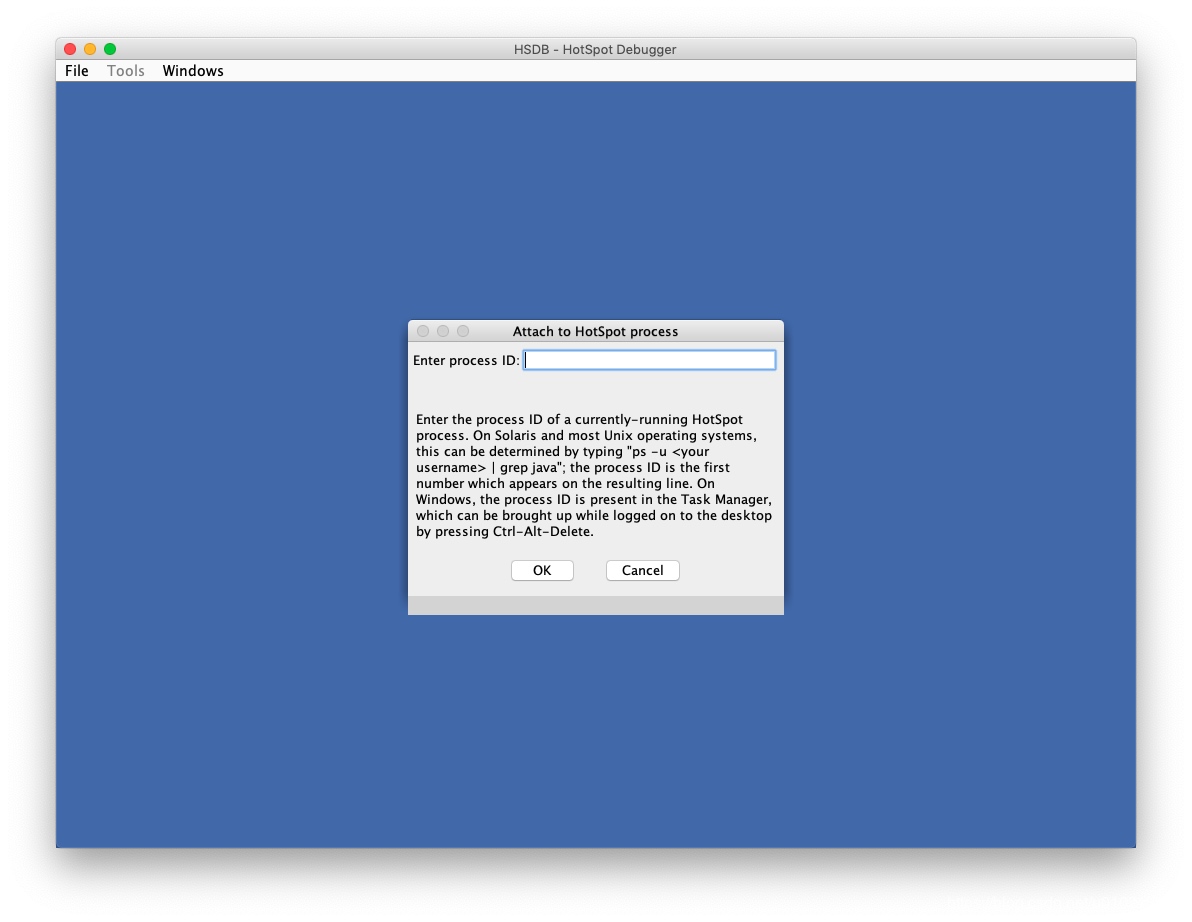 HSDB - HotSpot Debugger
File Tools Windows
Attach to HotSpot process
Enter process ID:
Enter the process ID of a currently-running HotSpot
process. On Solaris and most Unix operating systems,
this can be determined by typing "ps -u <your
username> | grep java"; the process ID is the first
number which appears on the resulting line. On
Windows, the process ID is present in the Task Manager,
which can be brought up while logged on to the desktop
by pressing Ctrl-Alt-Delete.
OK Cancel